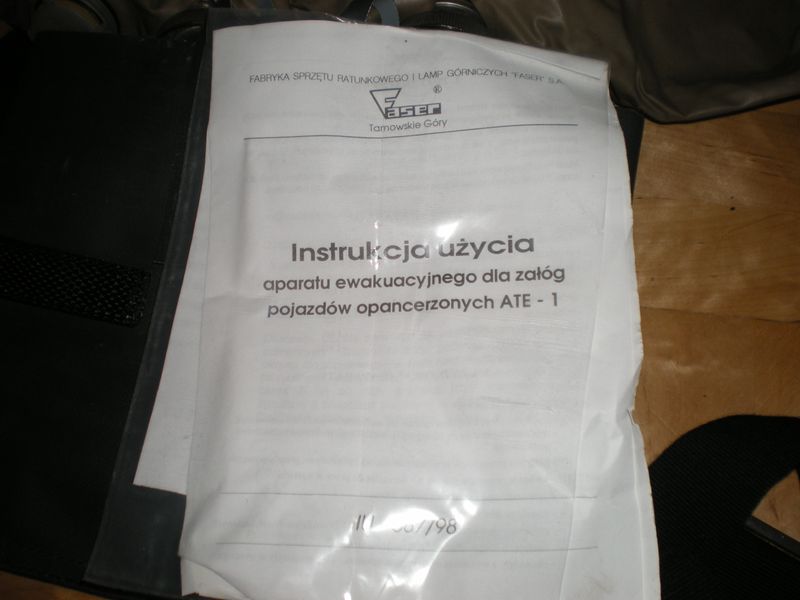 FABRYKA SPRZĘTU RATUNKOWEGO I LAMP GÓRNICZYCH "FASER" S.A.
Faser ®
Tarnowskie Góry
Instrukcja użycia
aparatu ewakuacyjnego dla załóg
pojazdów opancerzonych ATE - 1